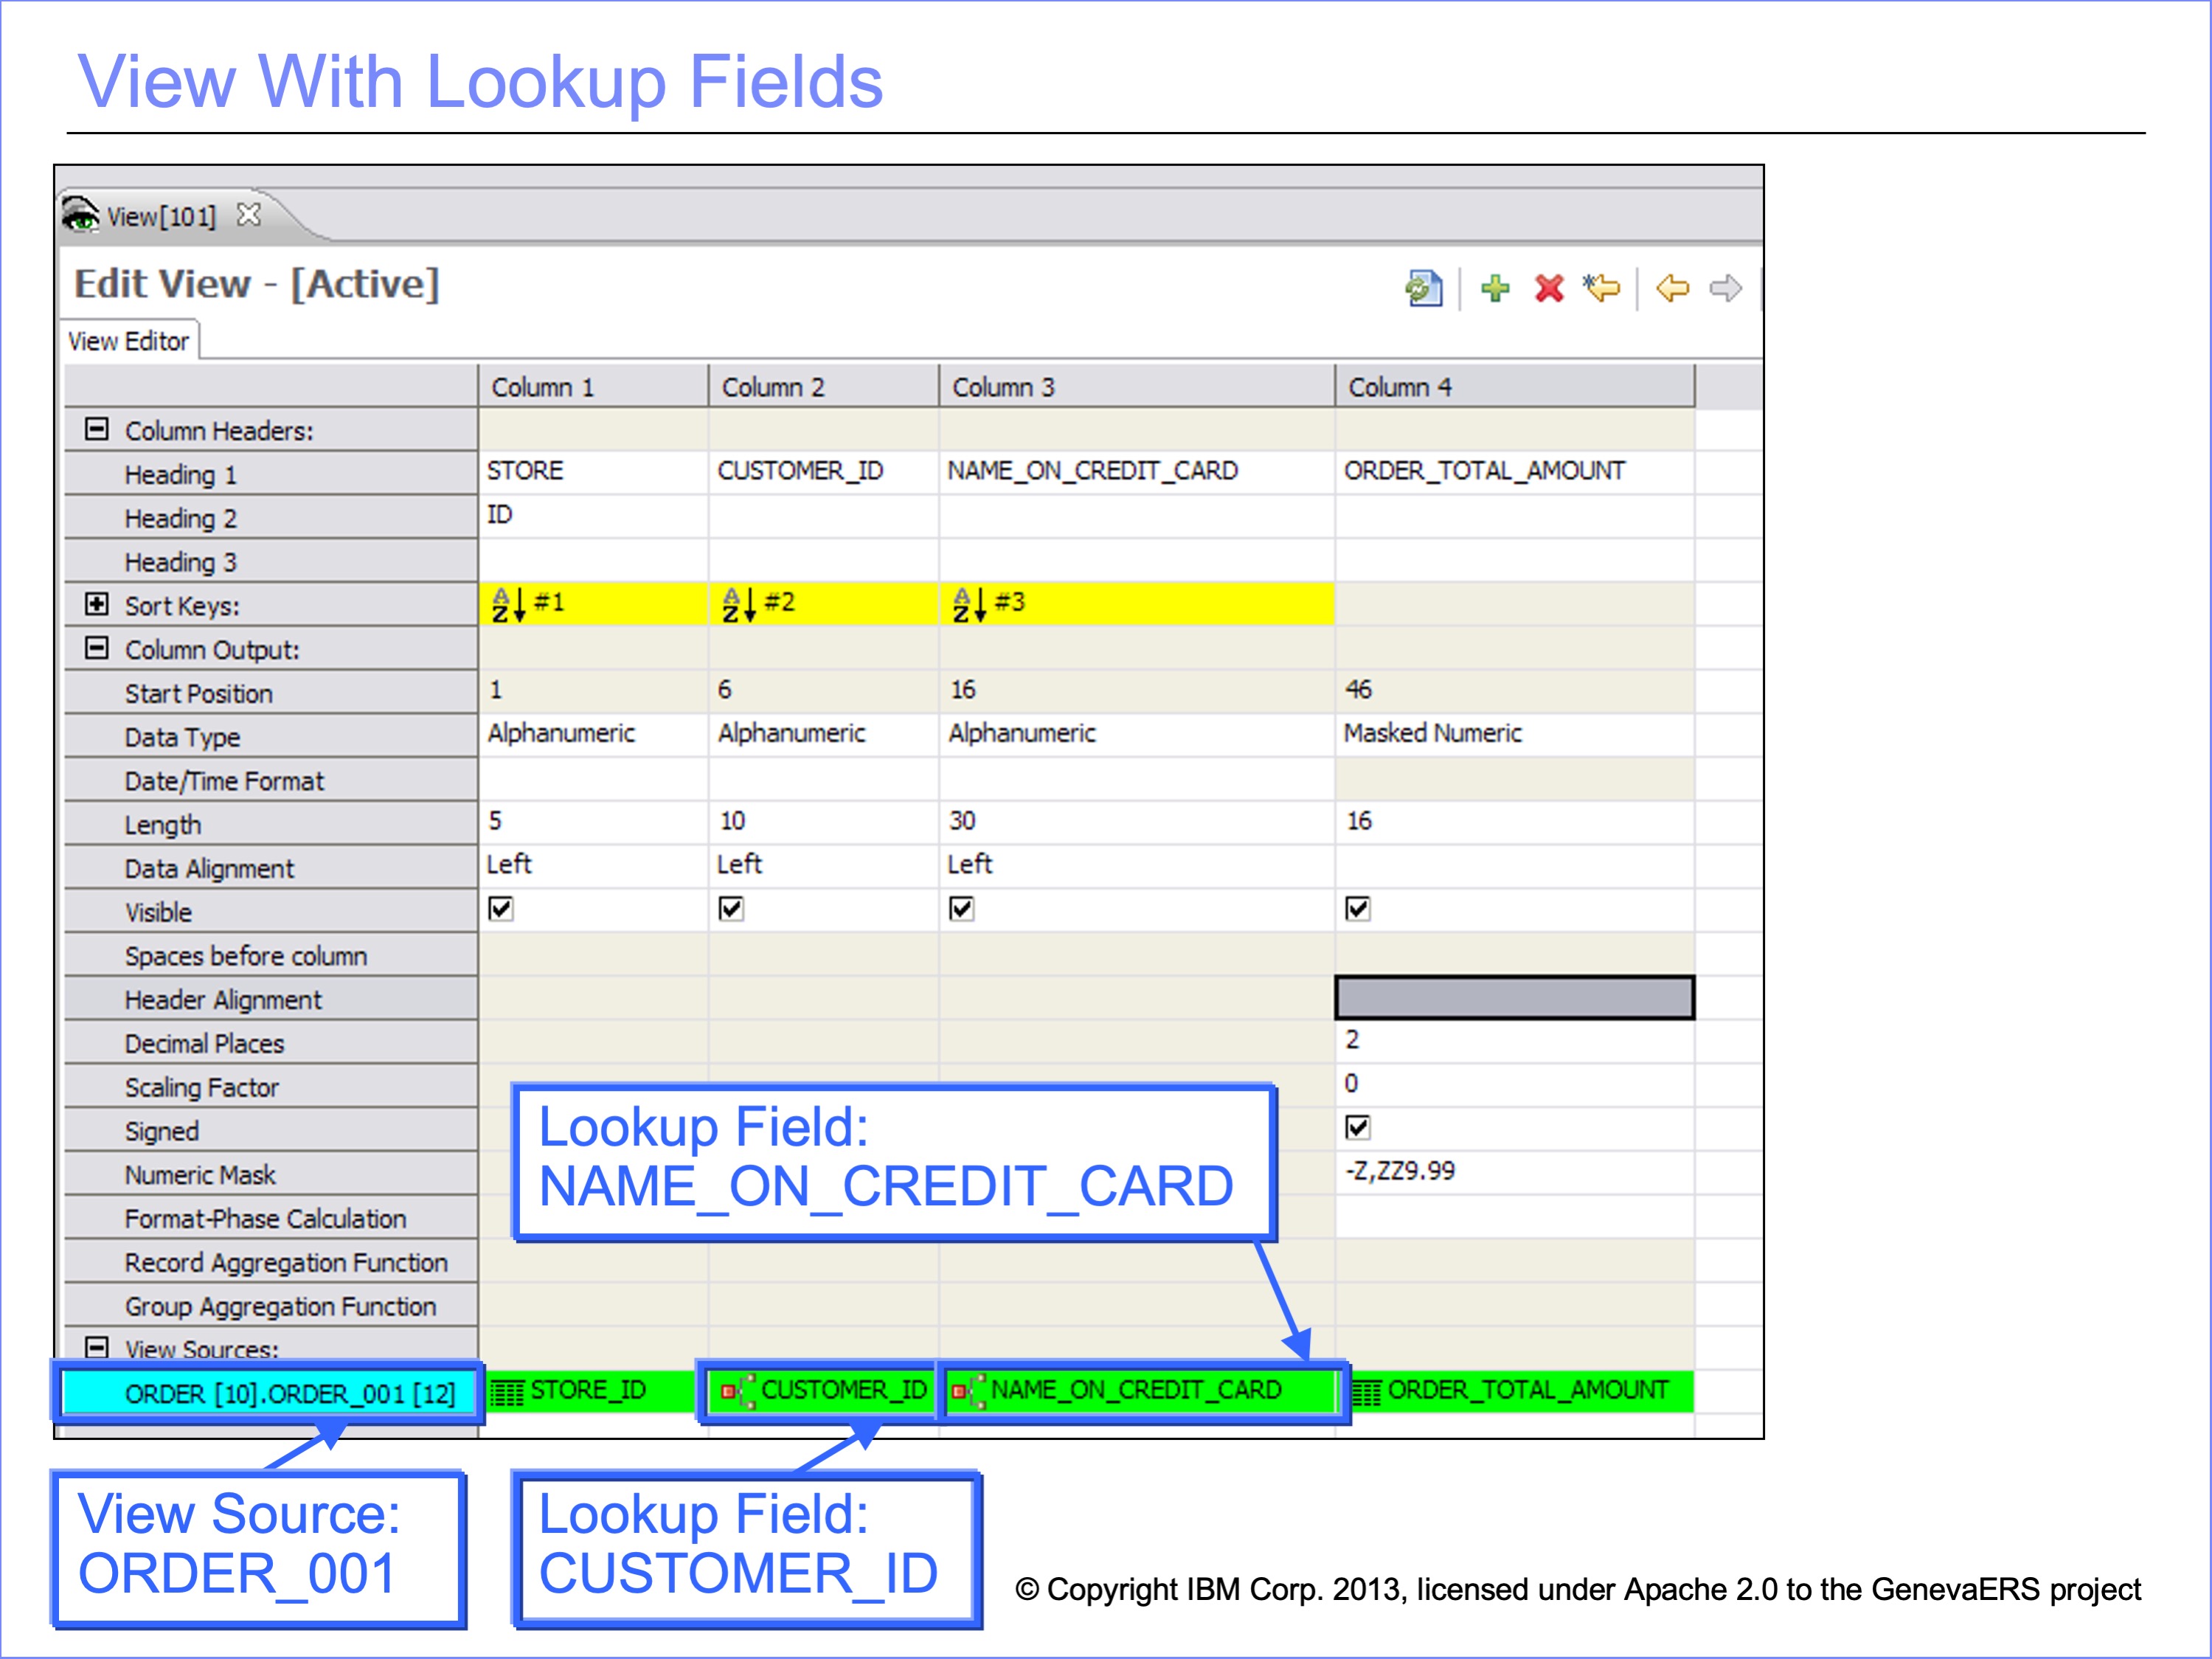 View With Lookup Fields
View[101]
Edit View - [Active]
View Editor
Column 1 Column 2 Column 3 Column 4
Column Headers:
Heading 1 STORE CUSTOMER_ID NAME_ON_CREDIT_CARD ORDER_TOTAL_AMOUNT
Heading 2 ID
Heading 3
Sort Keys: AZ #1 AZ #2 AZ #3
Column Output:
Start Position 1 6 16 46
Data Type Alphanumeric Alphanumeric Alphanumeric Masked Numeric
Date/Time Format
Length 5 10 30 16
Data Alignment Left Left Left
Visible
Spaces before column
Header Alignment
Decimal Places 2
Scaling Factor 0
Signed
Numeric Mask -Z,ZZ9.99
Format-Phase Calculation
Record Aggregation Function
Group Aggregation Function
View Sources:
ORDER [10].ORDER_001 [12] STORE_ID CUSTOMER_ID NAME_ON_CREDIT_CARD ORDER_TOTAL_AMOUNT
Lookup Field:
NAME_ON_CREDIT_CARD
View Source:
ORDER_001
Lookup Field:
CUSTOMER_ID
© Copyright IBM Corp. 2013, licensed under Apache 2.0 to the GenevaERS project